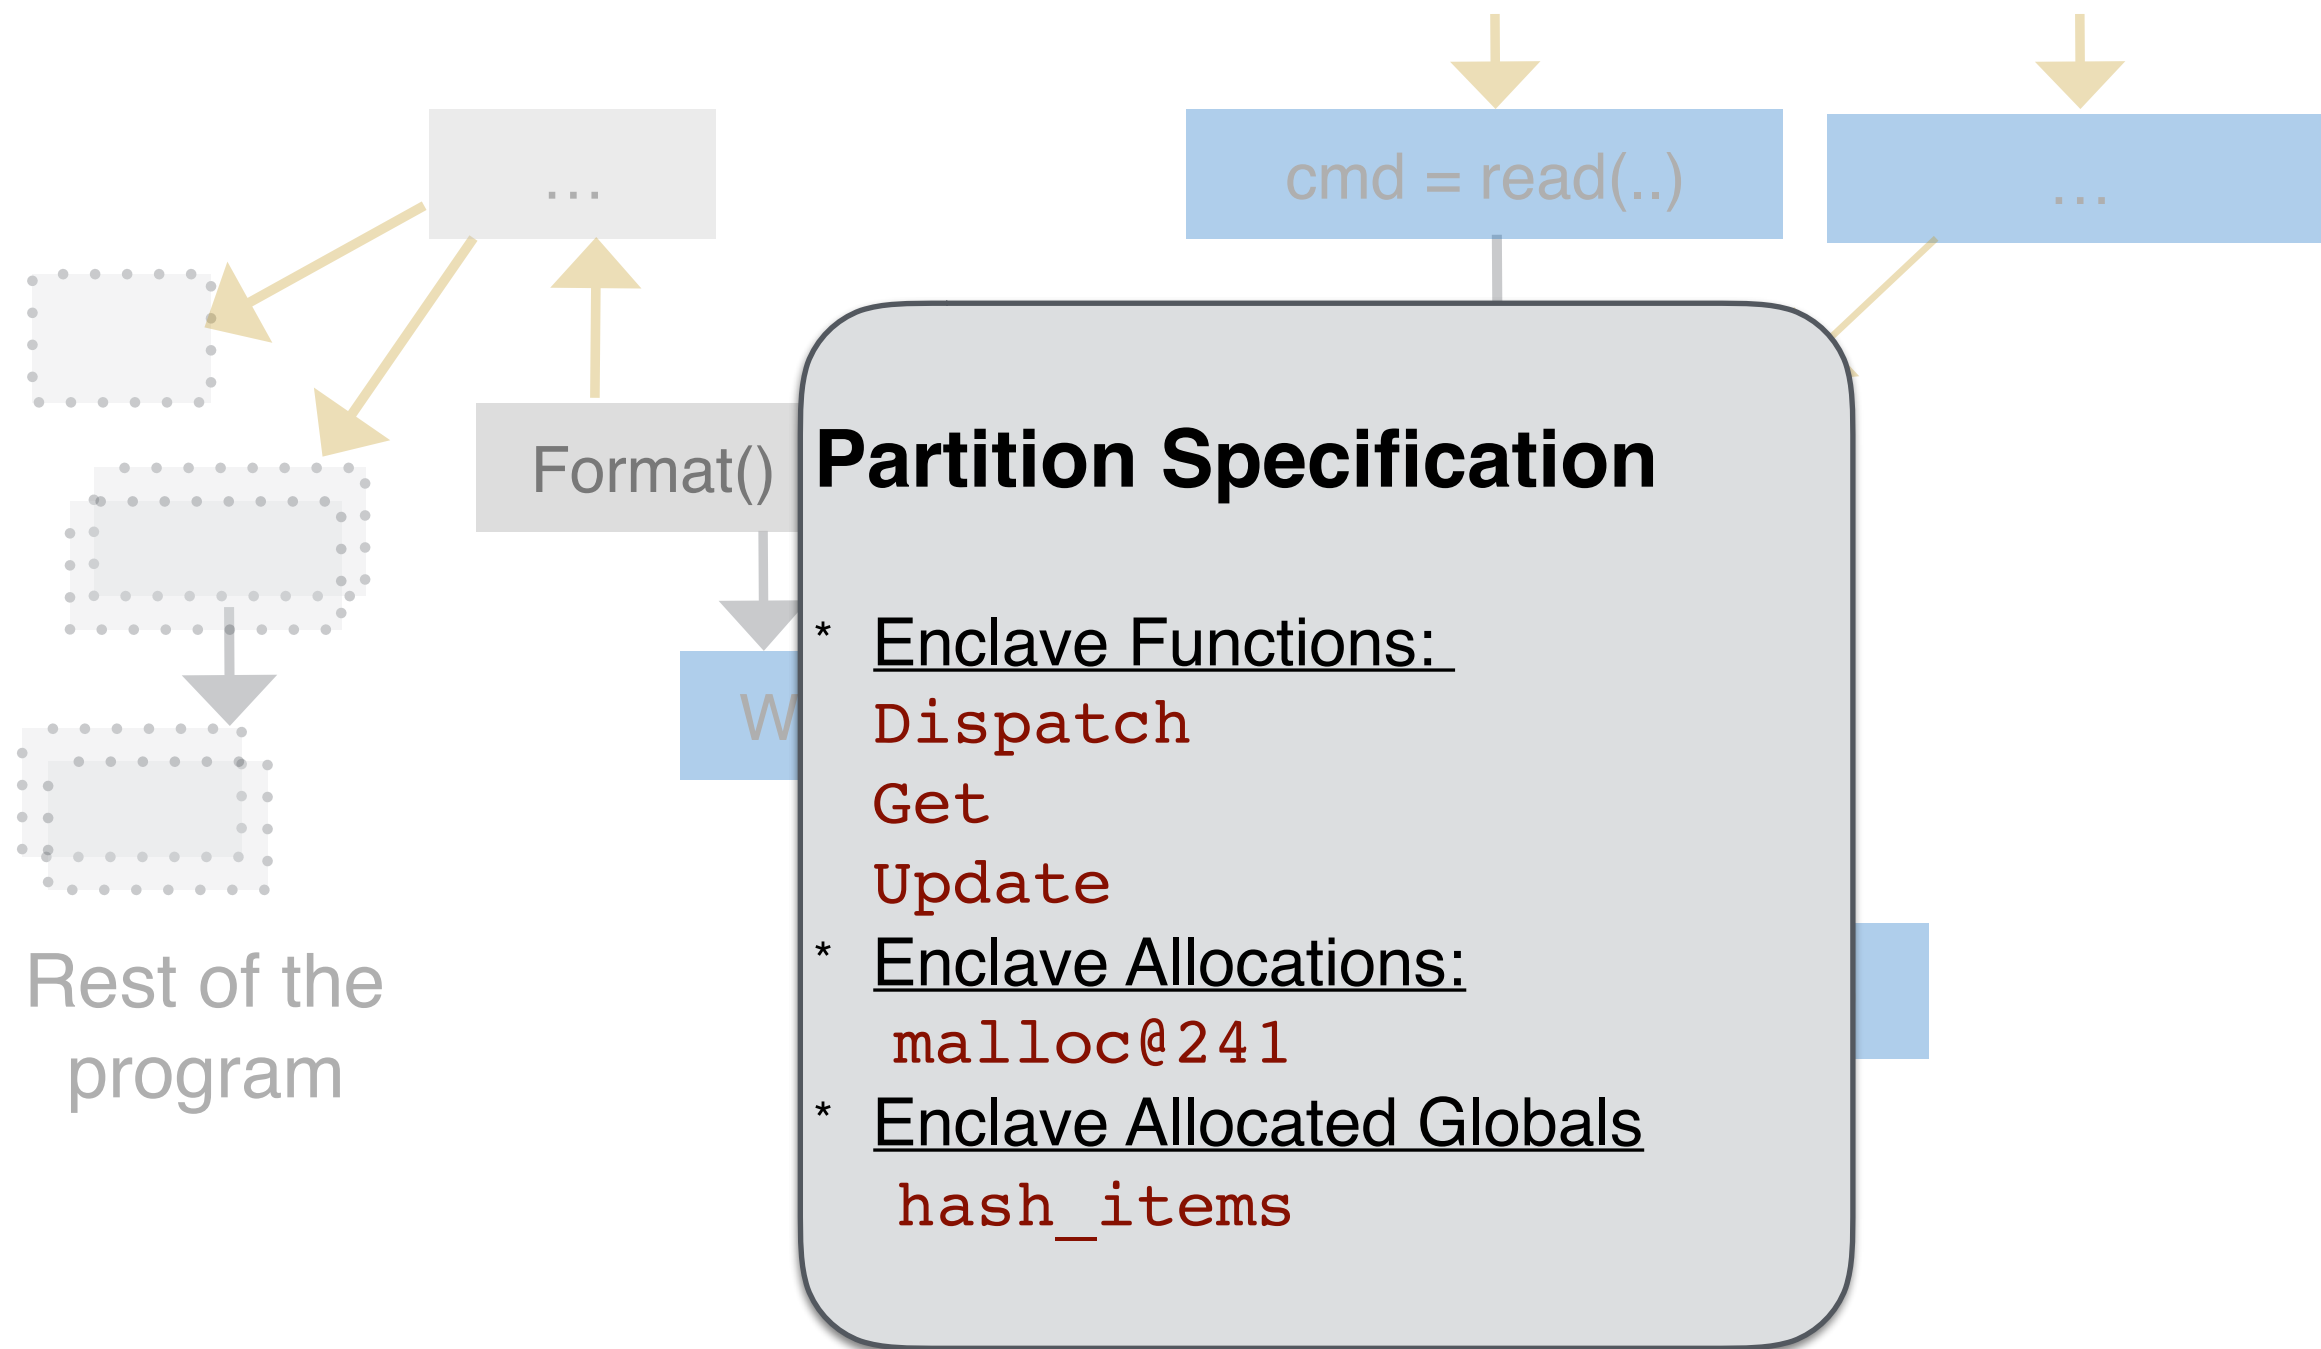 …
cmd = read(..)
…
Format()
Partition Specification
* Enclave Functions:
Dispatch
Get
Update
* Enclave Allocations:
malloc@241
* Enclave Allocated Globals
hash_items
Rest of the
program